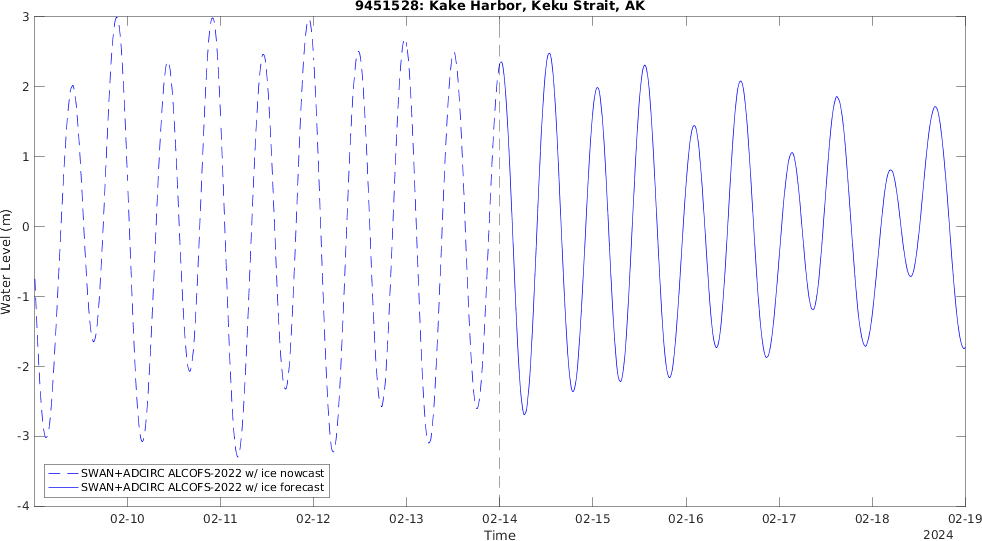 9451528: Kake Harbor, Keku Strait, AK
3
2
1
0
-1
-2
-3
-4
Water Level (m)
SWAN+ADCIRC ALCOFS-2022 w/ ice nowcast
SWAN+ADCIRC ALCOFS-2022 w/ ice forecast
02-10 02-11 02-12 02-13 02-14 02-15 02-16 02-17 02-18 02-19
Time
2024